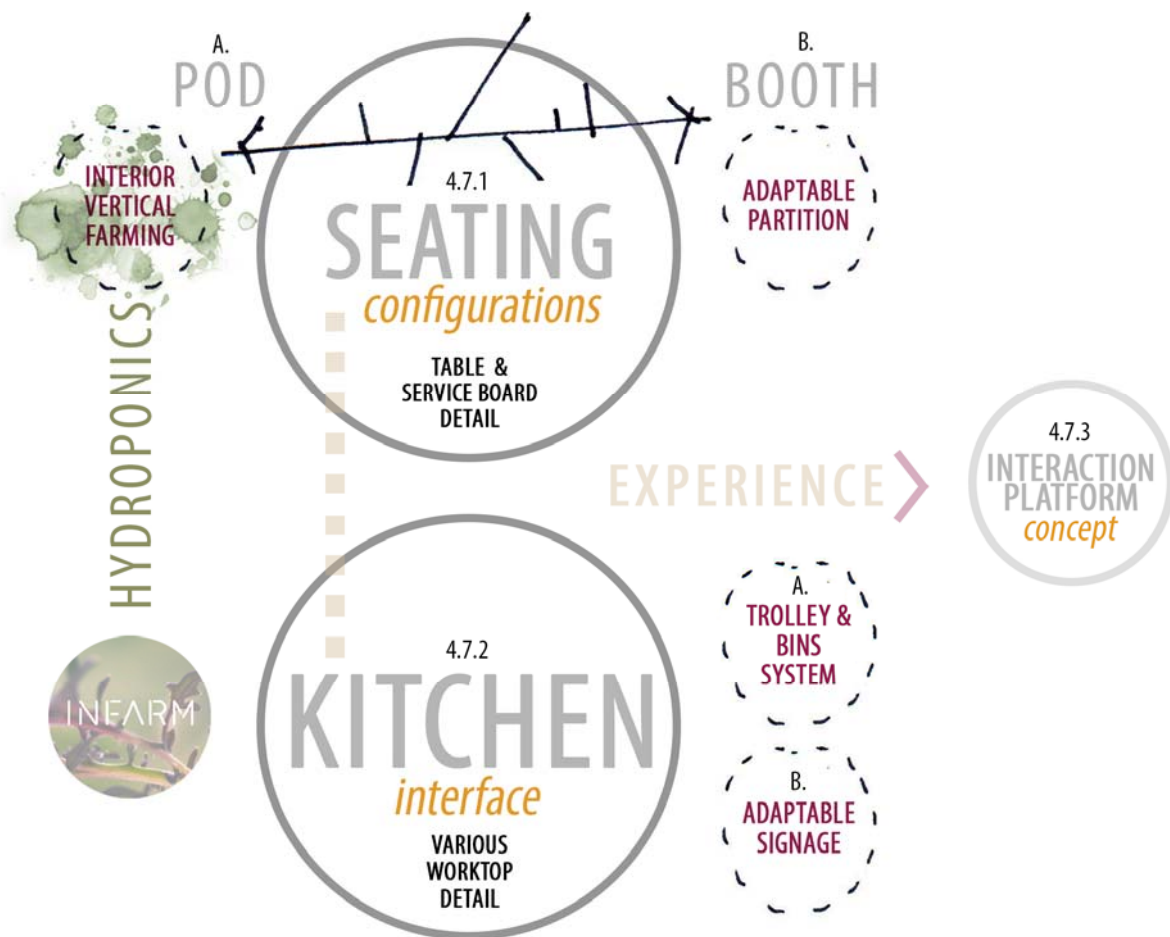 A.
POD
B.
BOOTH
INTERIOR
VERTICAL
FARMING
4.7.1
SEATING
configurations
TABLE &
SERVICE BOARD
DETAIL
ADAPTABLE
PARTITION
HYDROPONICS
EXPERIENCE
4.7.3
INTERACTION
PLATFORM
concept
INFARM
4.7.2
KITCHEN
interface
VARIOUS
WORKTOP
DETAIL
A.
TROLLEY &
BINS
SYSTEM
B.
ADAPTABLE
SIGNAGE